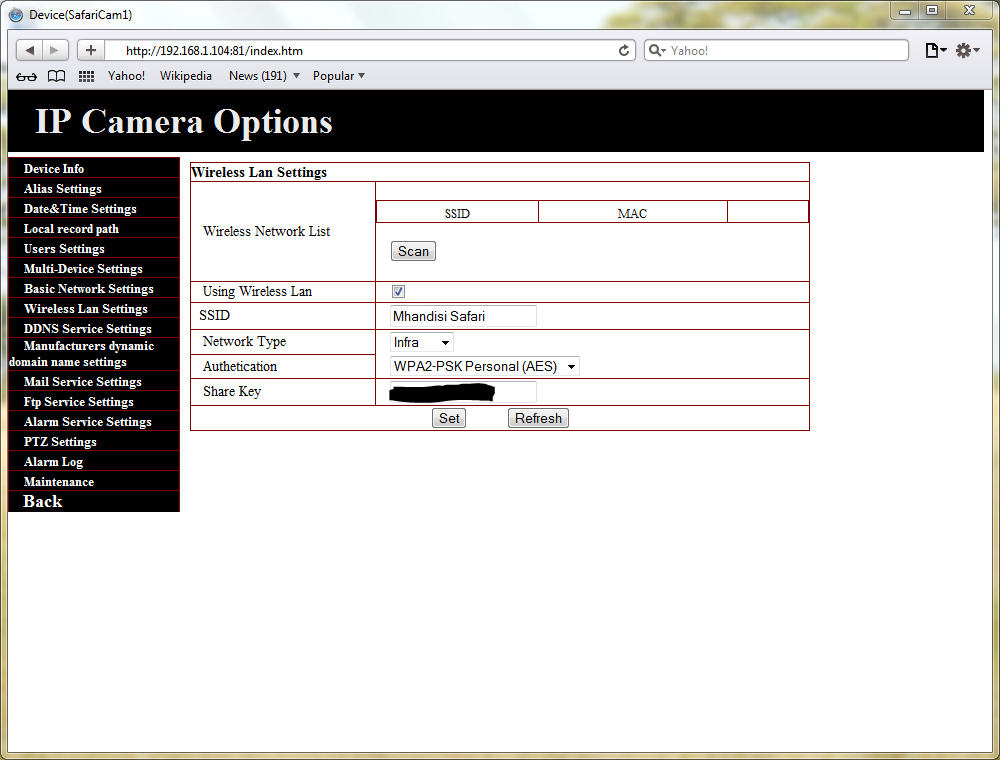 Device(SafariCam1)
http://192.168.1.104:81/index.htm
Yahoo!
Yahoo! Wikipedia News (191) Popular
IP Camera Options
Device Info
Alias Settings
Date&Time Settings
Local record path
Users Settings
Multi-Device Settings
Basic Network Settings
Wireless Lan Settings
DDNS Service Settings
Manufacturers dynamic
domain name settings
Mail Service Settings
Ftp Service Settings
Alarm Service Settings
PTZ Settings
Alarm Log
Maintenance
Back
Wireless Lan Settings
Wireless Network List
SSID MAC
Scan
Using Wireless Lan
SSID Mhandisi Safari
Network Type Infra
Authetication WPA2-PSK Personal (AES)
Share Key
Set Refresh